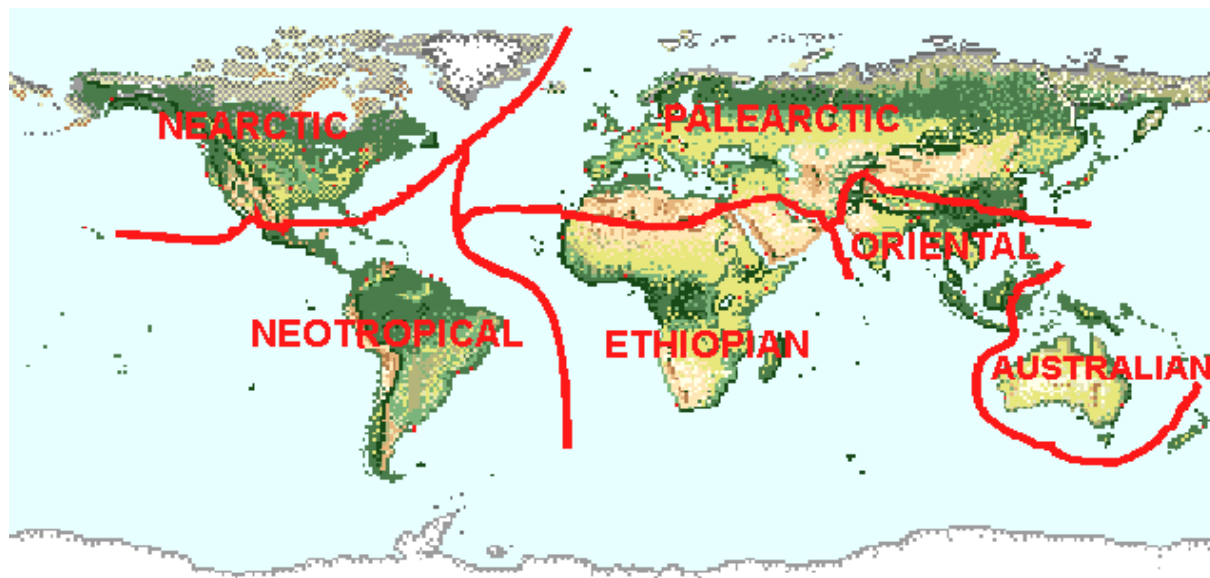 NEARCTIC
PALEARCTIC
ORIENTAL
NEOTROPICAL
ETHIOPIAN
AUSTRALIAN